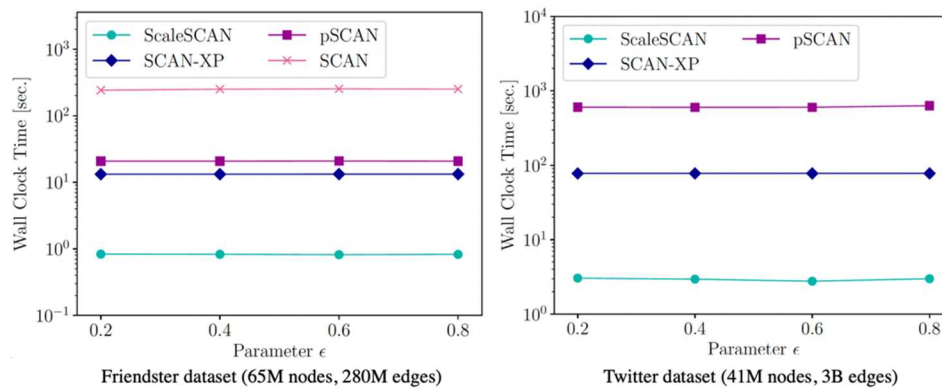 ScaleSCAN pSCAN
SCAN-XP SCAN
Wall Clock Time [sec.]
10³
10²
10¹
10⁰
10⁻¹
0.2 0.4 0.6 0.8
Parameter ϵ
Friendster dataset (65M nodes, 280M edges)
ScaleSCAN pSCAN
SCAN-XP
Wall Clock Time [sec.]
10⁴
10³
10²
10¹
10⁰
0.2 0.4 0.6 0.8
Parameter ϵ
Twitter dataset (41M nodes, 3B edges)